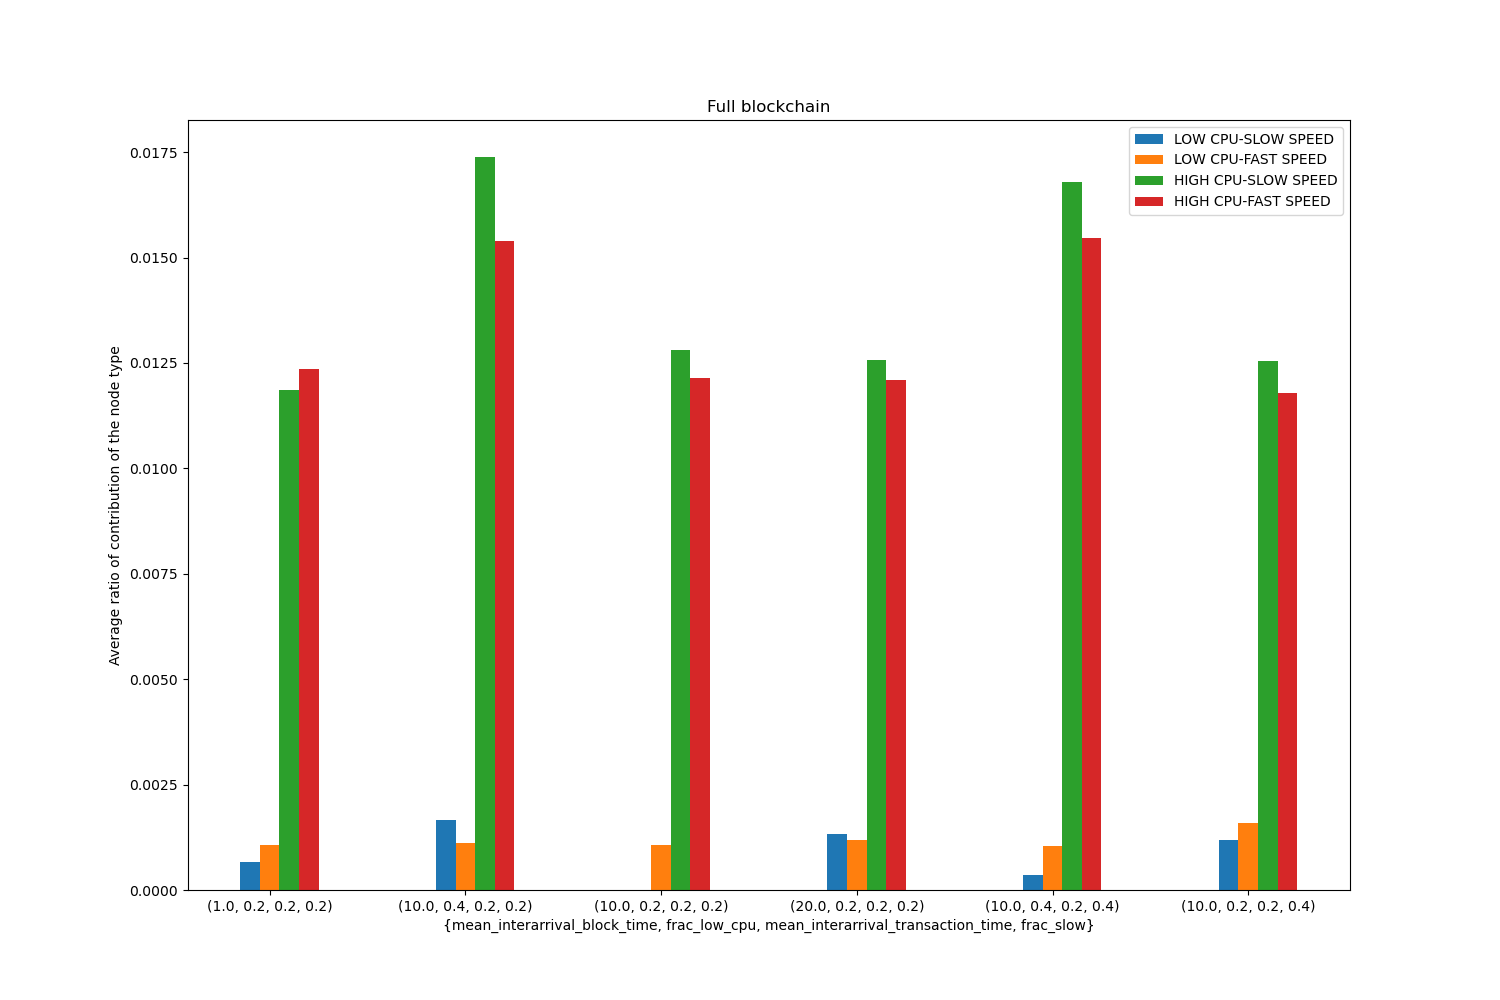 Full blockchain
LOW CPU-SLOW SPEED
LOW CPU-FAST SPEED
HIGH CPU-SLOW SPEED
HIGH CPU-FAST SPEED
Average ratio of contribution of the node type
0.0175
0.0150
0.0125
0.0100
0.0075
0.0050
0.0025
0.0000
(1.0, 0.2, 0.2, 0.2) (10.0, 0.4, 0.2, 0.2) (10.0, 0.2, 0.2, 0.2) (20.0, 0.2, 0.2, 0.2) (10.0, 0.4, 0.2, 0.4) (10.0, 0.2, 0.2, 0.4)
{mean_interarrival_block_time, frac_low_cpu, mean_interarrival_transaction_time, frac_slow}